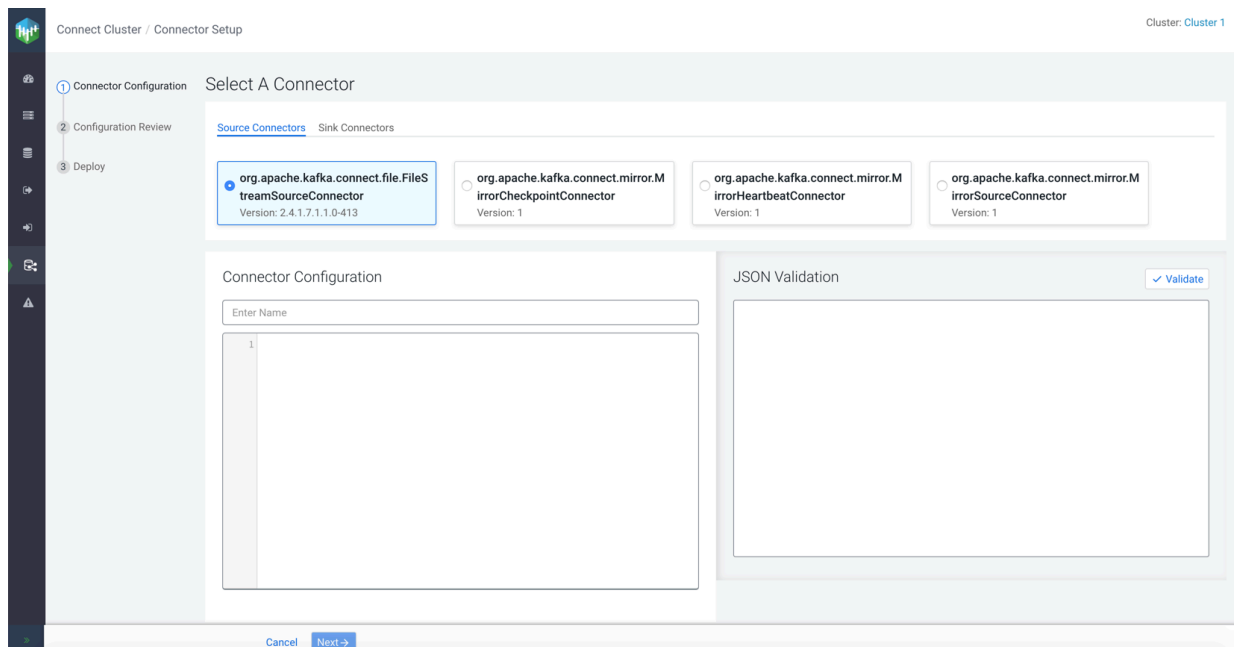 Connect Cluster / Connector Setup
Cluster: Cluster 1
1 Connector Configuration
2 Configuration Review
3 Deploy
Select A Connector
Source Connectors Sink Connectors
org.apache.kafka.connect.file.FileS
treamSourceConnector
Version: 2.4.1.7.1.1.0-413
org.apache.kafka.connect.mirror.M
irrorCheckpointConnector
Version: 1
org.apache.kafka.connect.mirror.M
irrorHeartbeatConnector
Version: 1
org.apache.kafka.connect.mirror.M
irrorSourceConnector
Version: 1
Connector Configuration
Enter Name
1
JSON Validation
Validate
Cancel Next